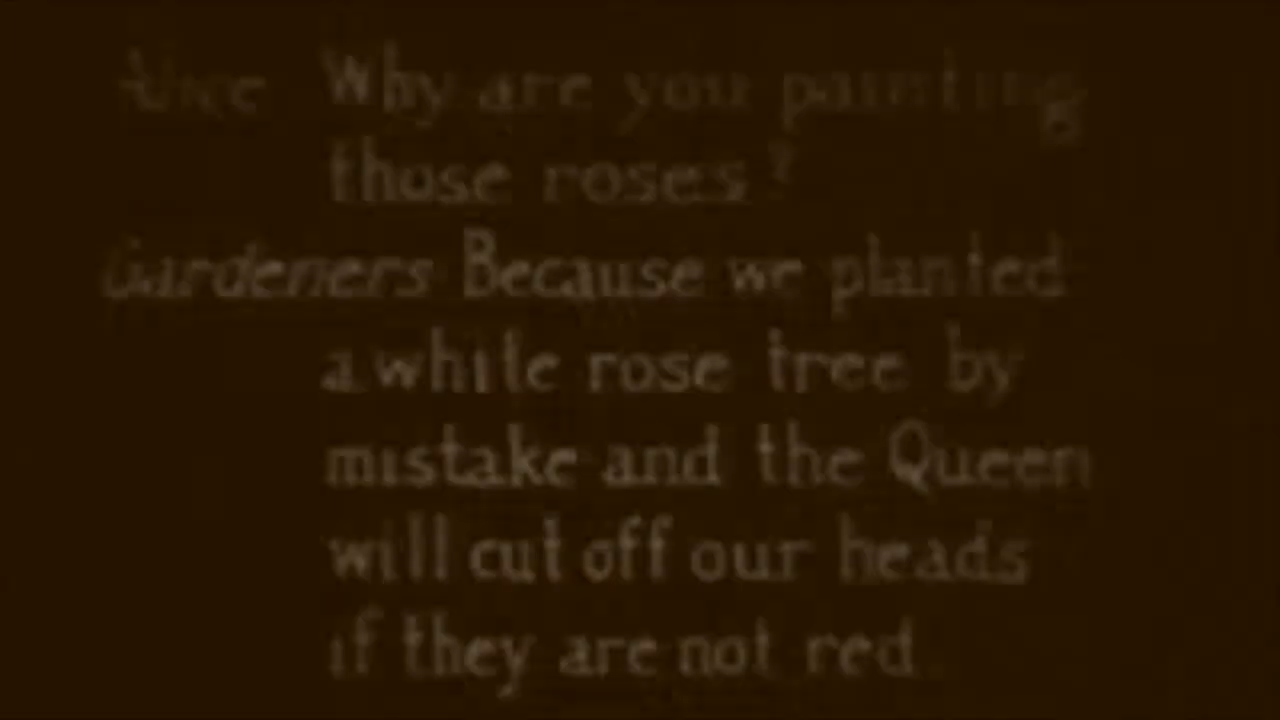 Alice Why are you painting
those roses?
Gardeners Because we planted
a white rose tree by
mistake and the Queen
will cut off our heads
if they are not red